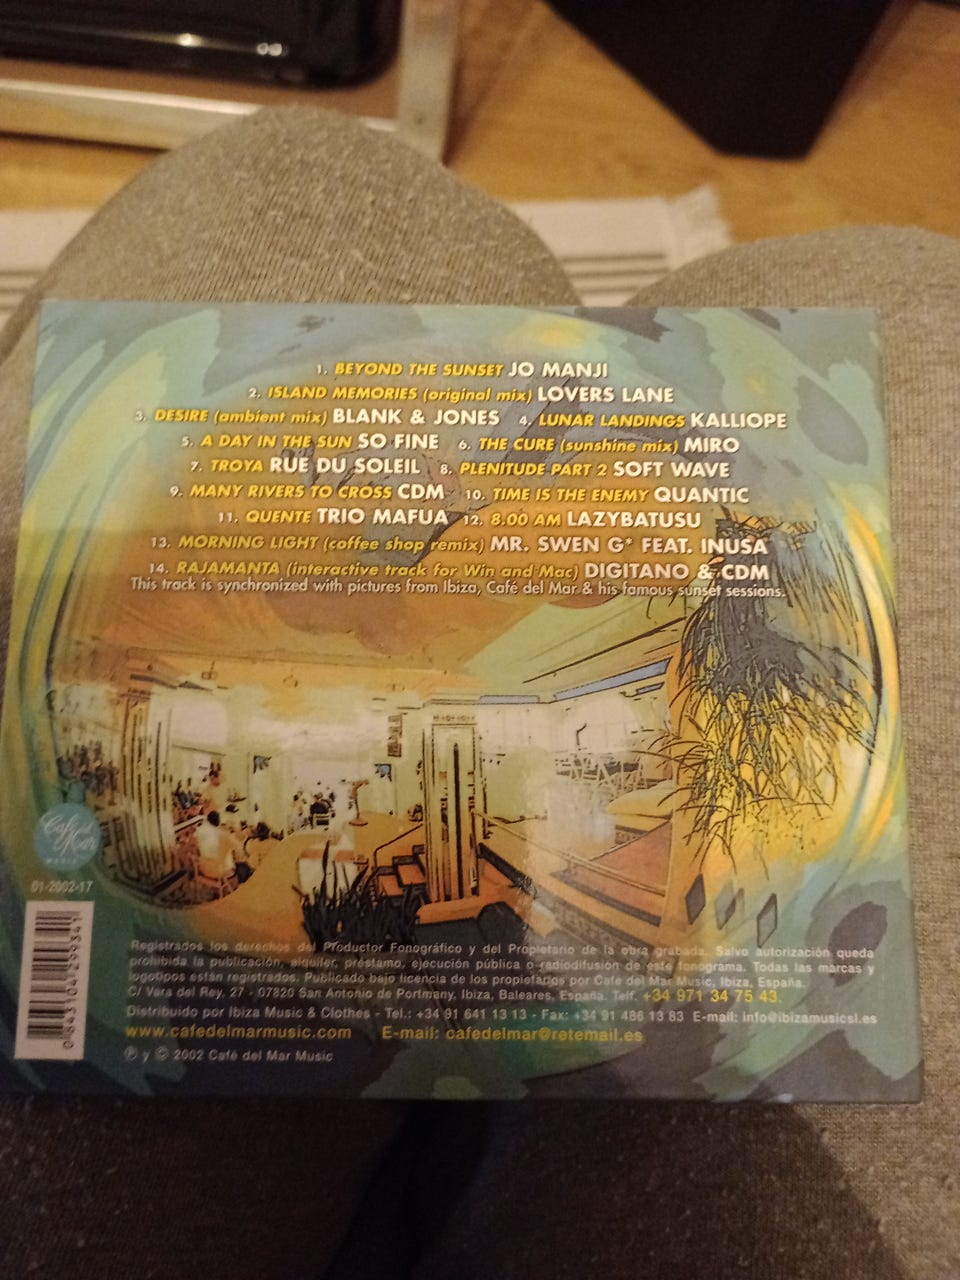 1. BEYOND THE SUNSET JO MANJI
2. ISLAND MEMORIES (original mix) LOVERS LANE
3. DESIRE (ambient mix) BLANK & JONES 4. LUNAR LANDINGS KALLIOPE
5. A DAY IN THE SUN SO FINE 6. THE CURE (sunshine mix) MIRO
7. TROYA RUE DU SOLEIL 8. PLENITUDE PART 2 SOFT WAVE
9. MANY RIVERS TO CROSS CDM 10. TIME IS THE ENEMY QUANTIC
11. QUENTE TRIO MAFUA 12. 8.00 AM LAZYBATUSU
13. MORNING LIGHT (coffee shop remix) MR. SWEN G* FEAT. INUSA
14. RAJAMANTA (interactive track for Win and Mac) DIGITANO & CDM
This track is synchronized with pictures from Ibiza, Café del Mar & his famous sunset sessions.
Café del Mar
MUSIC
01-2002-17
Registrados los derechos del Productor Fonográfico y del Propietario de la obra grabada. Salvo autorización queda
prohibida la publicación, alquiler, préstamo, ejecución pública o radiodifusión de este fonograma. Todas las marcas y
logotipos están registrados. Publicado bajo licencia de los propietarios por Café del Mar Music, Ibiza, España.
C/ Vara del Rey, 27 - 07820 San Antonio de Portmany, Ibiza, Baleares, España. Telf. +34 971 34 75 43.
Distribuido por Ibiza Music & Clothes - Tel.: +34 91 641 13 13 - Fax: +34 91 486 13 83 E-mail: info@ibizamusicsl.es
www.cafedelmarmusic.com E-mail: cafedelmar@retemail.es
℗ y © 2002 Café del Mar Music